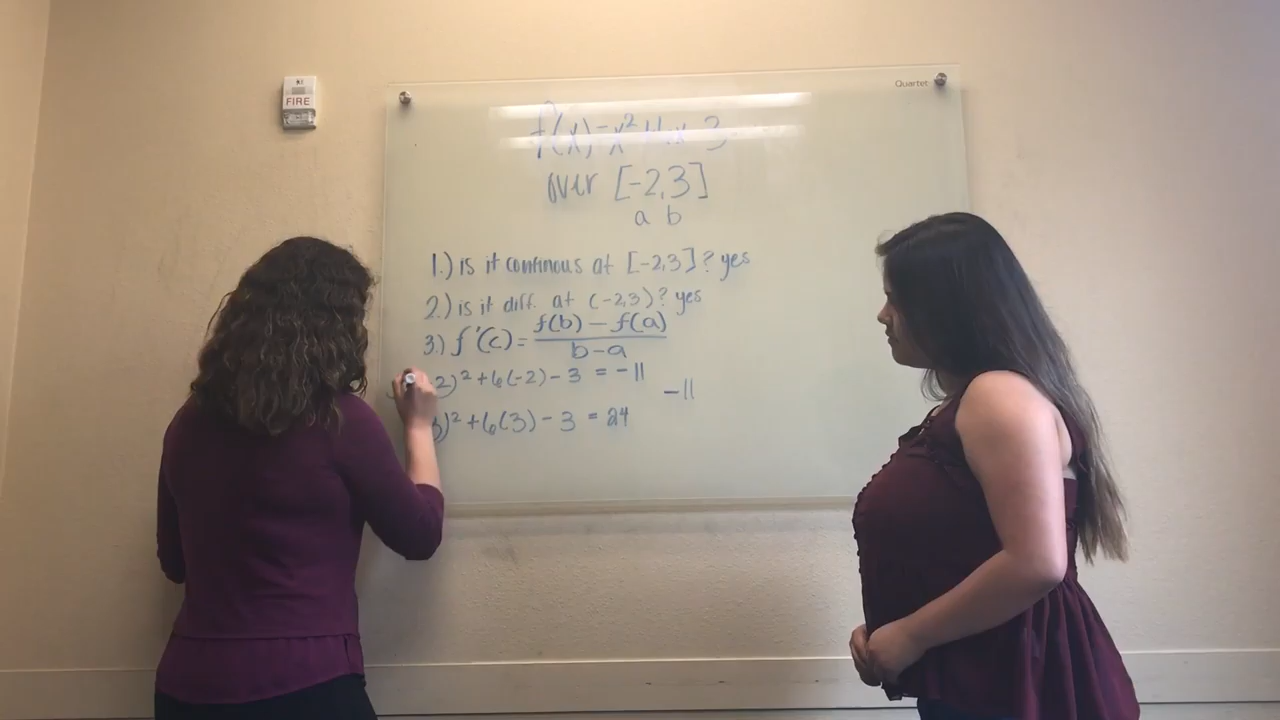 FIRE
Quartet
f(x)=x²+6x-3
over [-2,3]
a b
1.) is it continous at [-2,3]? yes
2.) is it diff. at (-2,3)? yes
3.) f'(c)= f(b) - f(a)
b-a
2)² +6(-2)-3 = -11
-11
3)² +6(3)-3 = 24